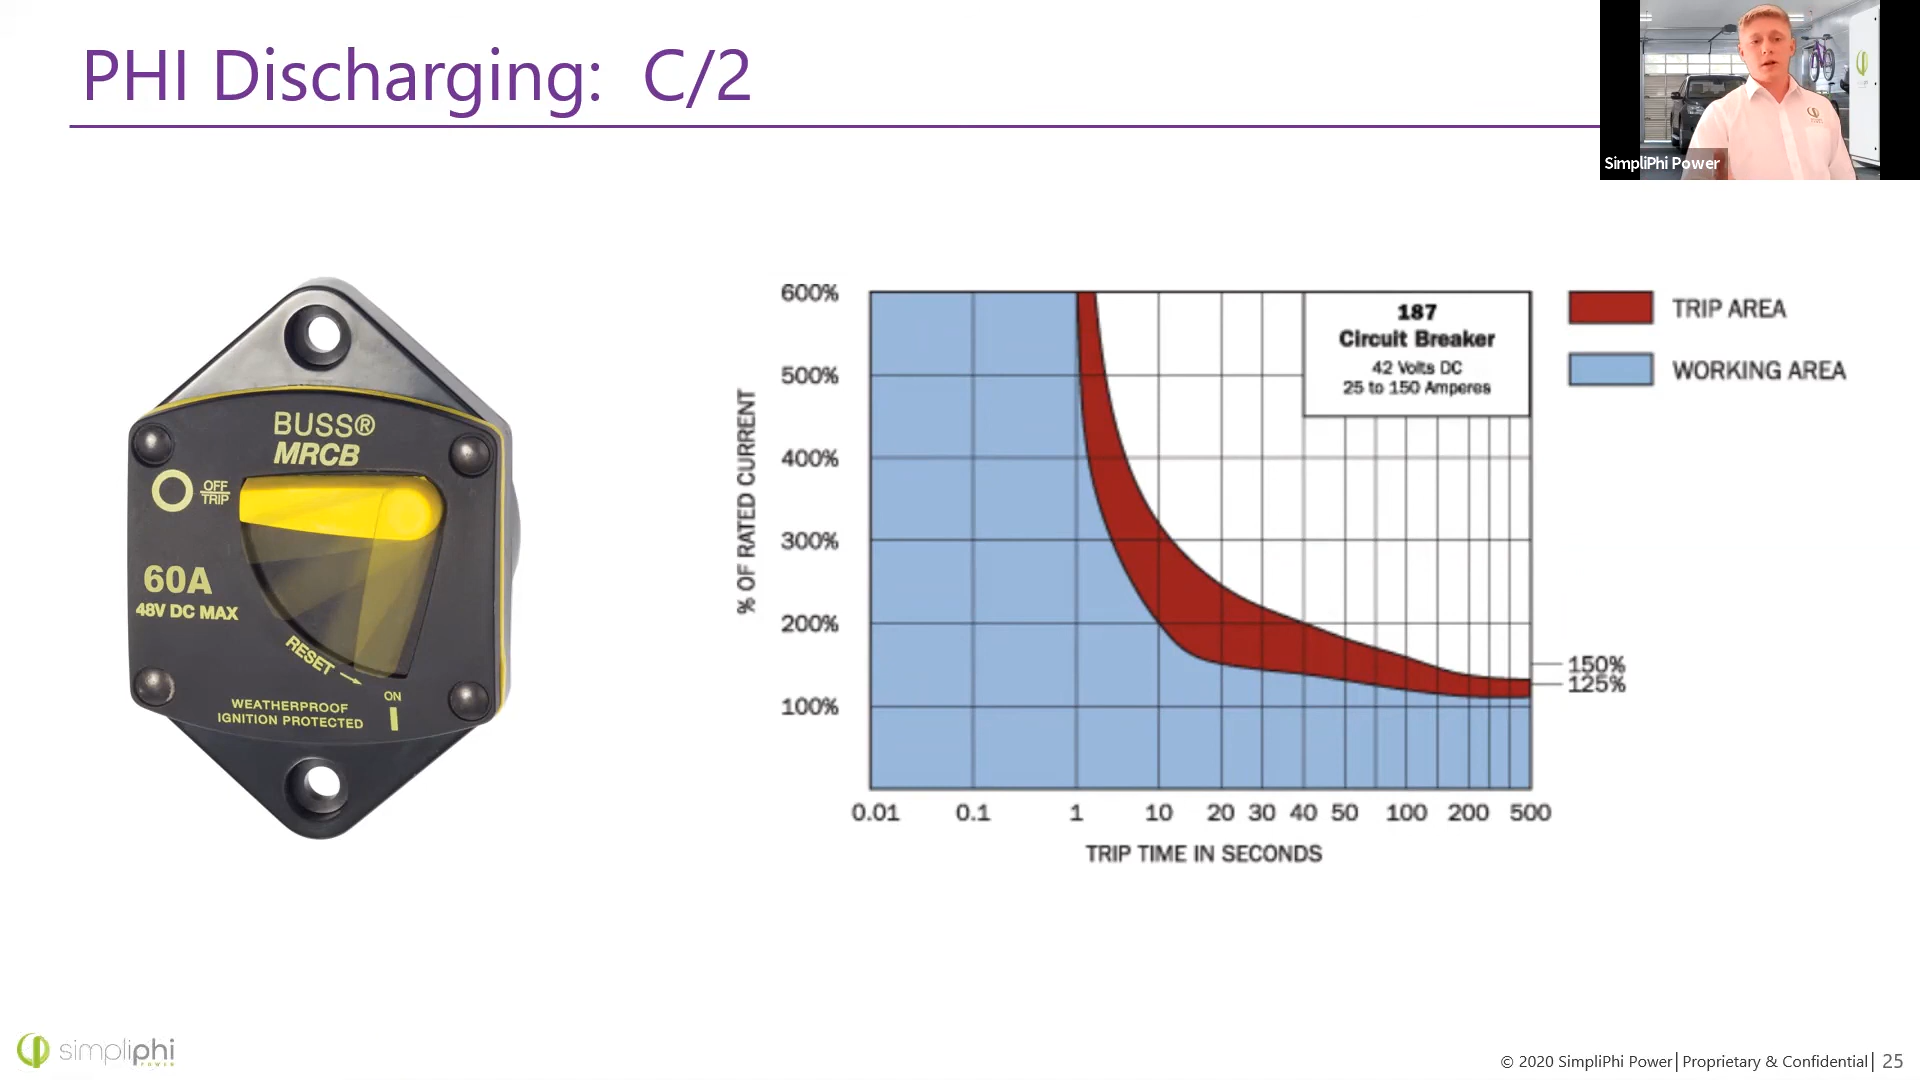 PHI Discharging: C/2
SimpliPhi Power
BUSS®
MRCB
OFF
TRIP
60A
48V DC MAX
RESET
ON
WEATHERPROOF
IGNITION PROTECTED
% OF RATED CURRENT
600%
500%
400%
300%
200%
100%
187
Circuit Breaker
42 Volts DC
25 to 150 Amperes
TRIP AREA
WORKING AREA
150%
125%
0.01 0.1 1 10 20 30 40 50 100 200 500
TRIP TIME IN SECONDS
simpliphi
POWER
© 2020 SimpliPhi Power| Proprietary & Confidential| 25